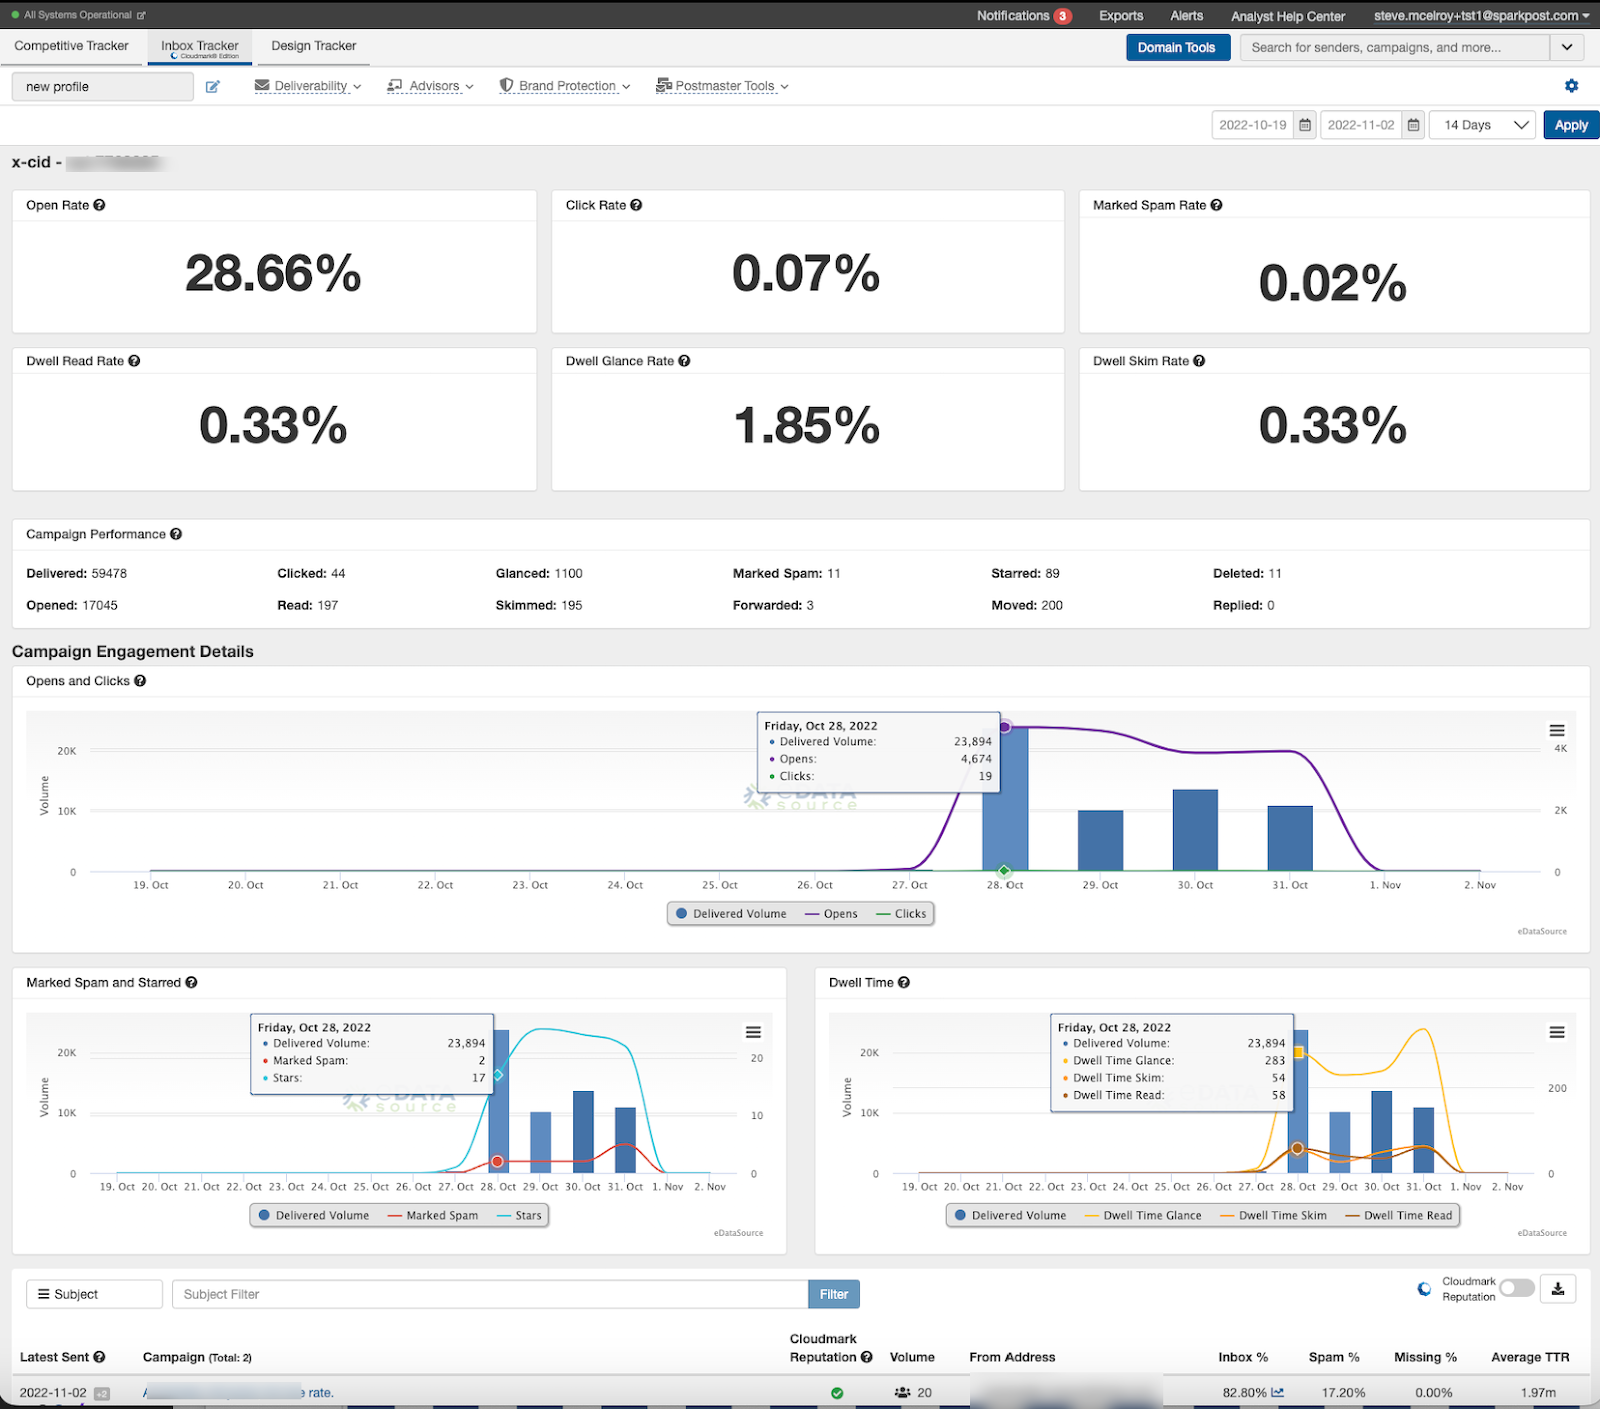 All Systems Operational
Notifications 3 Exports Alerts Analyst Help Center steve.mcelroy+tst1@sparkpost.com
Competitive Tracker Inbox Tracker Design Tracker
Cloudmark® Edition
Domain Tools Search for senders, campaigns, and more...
new profile Deliverability Advisors Brand Protection Postmaster Tools
2022-10-19 2022-11-02 14 Days Apply
x-cid -
Open Rate Click Rate Marked Spam Rate
28.66% 0.07% 0.02%
Dwell Read Rate Dwell Glance Rate Dwell Skim Rate
0.33% 1.85% 0.33%
Campaign Performance
Delivered: 59478 Clicked: 44 Glanced: 1100 Marked Spam: 11 Starred: 89 Deleted: 11
Opened: 17045 Read: 197 Skimmed: 195 Forwarded: 3 Moved: 200 Replied: 0
Campaign Engagement Details
Opens and Clicks
Friday, Oct 28, 2022
Delivered Volume: 23,894
Opens: 4,674
Clicks: 19
eDATA
source
Volume
20K
10K
0
4K
2K
0
19. Oct 20. Oct 21. Oct 22. Oct 23. Oct 24. Oct 25. Oct 26. Oct 27. Oct 28. Oct 29. Oct 30. Oct 31. Oct 1. Nov 2. Nov
Delivered Volume Opens Clicks
eDataSource
Marked Spam and Starred
Friday, Oct 28, 2022
Delivered Volume: 23,894
Marked Spam: 2
Stars: 17
eDATA
source
Volume
20K
10K
0
20
10
0
19. Oct 20. Oct 21. Oct 22. Oct 23. Oct 24. Oct 25. Oct 26. Oct 27. Oct 28. Oct 29. Oct 30. Oct 31. Oct 1. Nov 2. Nov
Delivered Volume Marked Spam Stars
eDataSource
Dwell Time
Friday, Oct 28, 2022
Delivered Volume: 23,894
Dwell Time Glance: 283
Dwell Time Skim: 54
Dwell Time Read: 58
Volume
20K
10K
0
200
0
19. Oct 20. Oct 21. Oct 22. Oct 23. Oct 24. Oct 25. Oct 26. Oct 27. Oct 28. Oct 29. Oct 30. Oct 31. Oct 1. Nov 2. Nov
Delivered Volume Dwell Time Glance Dwell Time Skim Dwell Time Read
eDataSource
Subject Subject Filter Filter
Cloudmark
Reputation
Latest Sent Campaign (Total: 2) Cloudmark Reputation Volume From Address Inbox % Spam % Missing % Average TTR
2022-11-02 +2 rate. 20 82.80% 17.20% 0.00% 1.97m